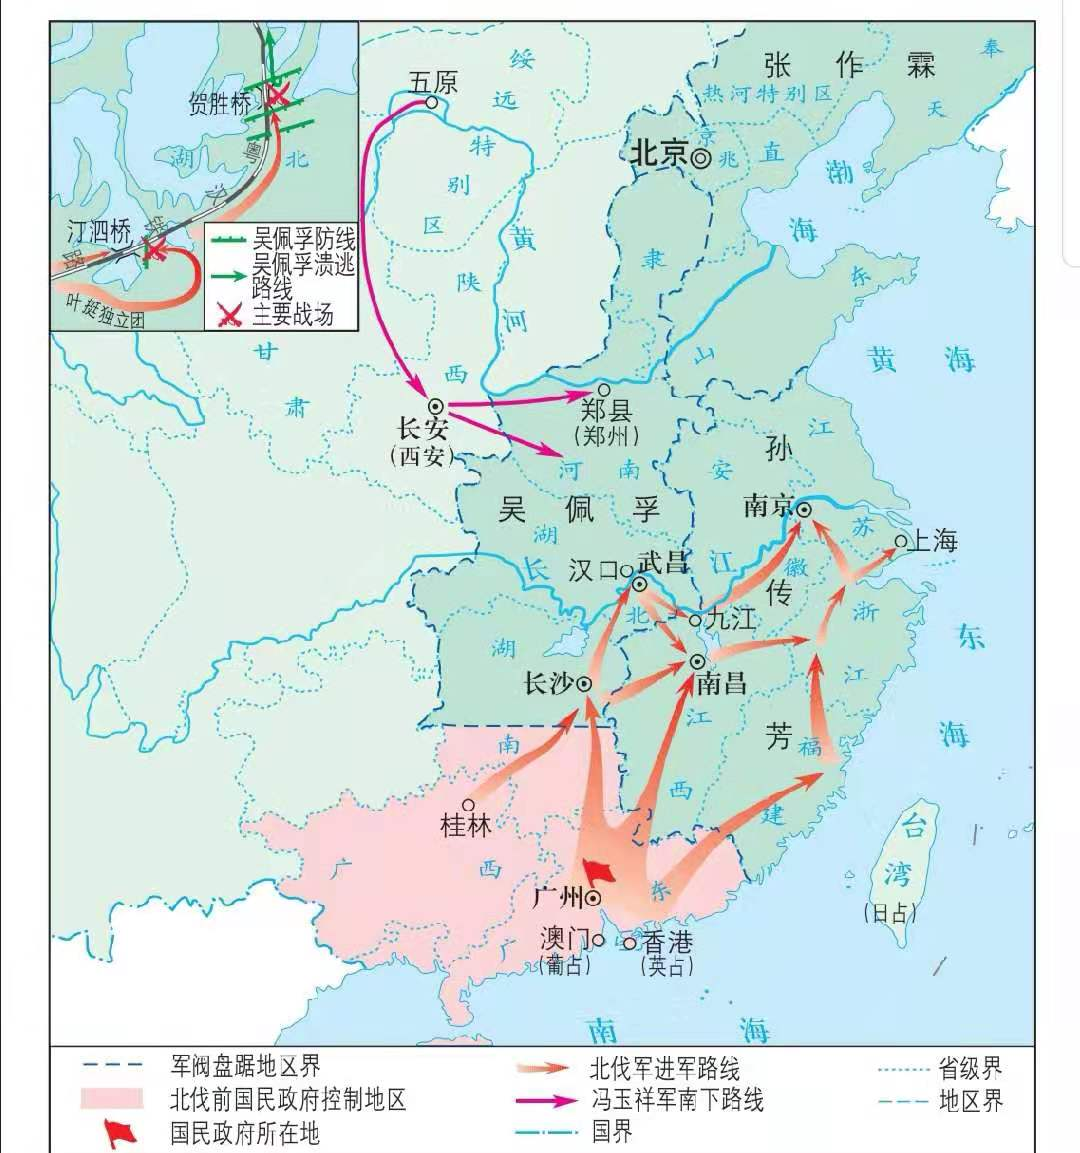 贺胜桥
湖
北
粤
汉
铁
路
汀泗桥
叶挺独立团
吴佩孚防线
吴佩孚溃逃
路线
主要战场
五原
绥
远
特
别
区
张作霖
热河特别区
奉
天
北京
京
兆
直
隶
渤
海
黄
河
陕
西
甘
肃
山
东
黄海
长安
(西安)
郑县
(郑州)
河南
吴佩孚
湖
北
安
徽
江
苏
孙
传
芳
南京
上海
汉口
武昌
长
江
九江
浙
江
东
海
湖
南
长沙
南昌
江
西
福
建
桂林
广
西
广
东
广州
澳门
(葡占)
香港
(英占)
台
湾
(日占)
南海
军阀盘踞地区界
北伐军进军路线
省级界
北伐前国民政府控制地区
冯玉祥军南下路线
地区界
国民政府所在地
国界